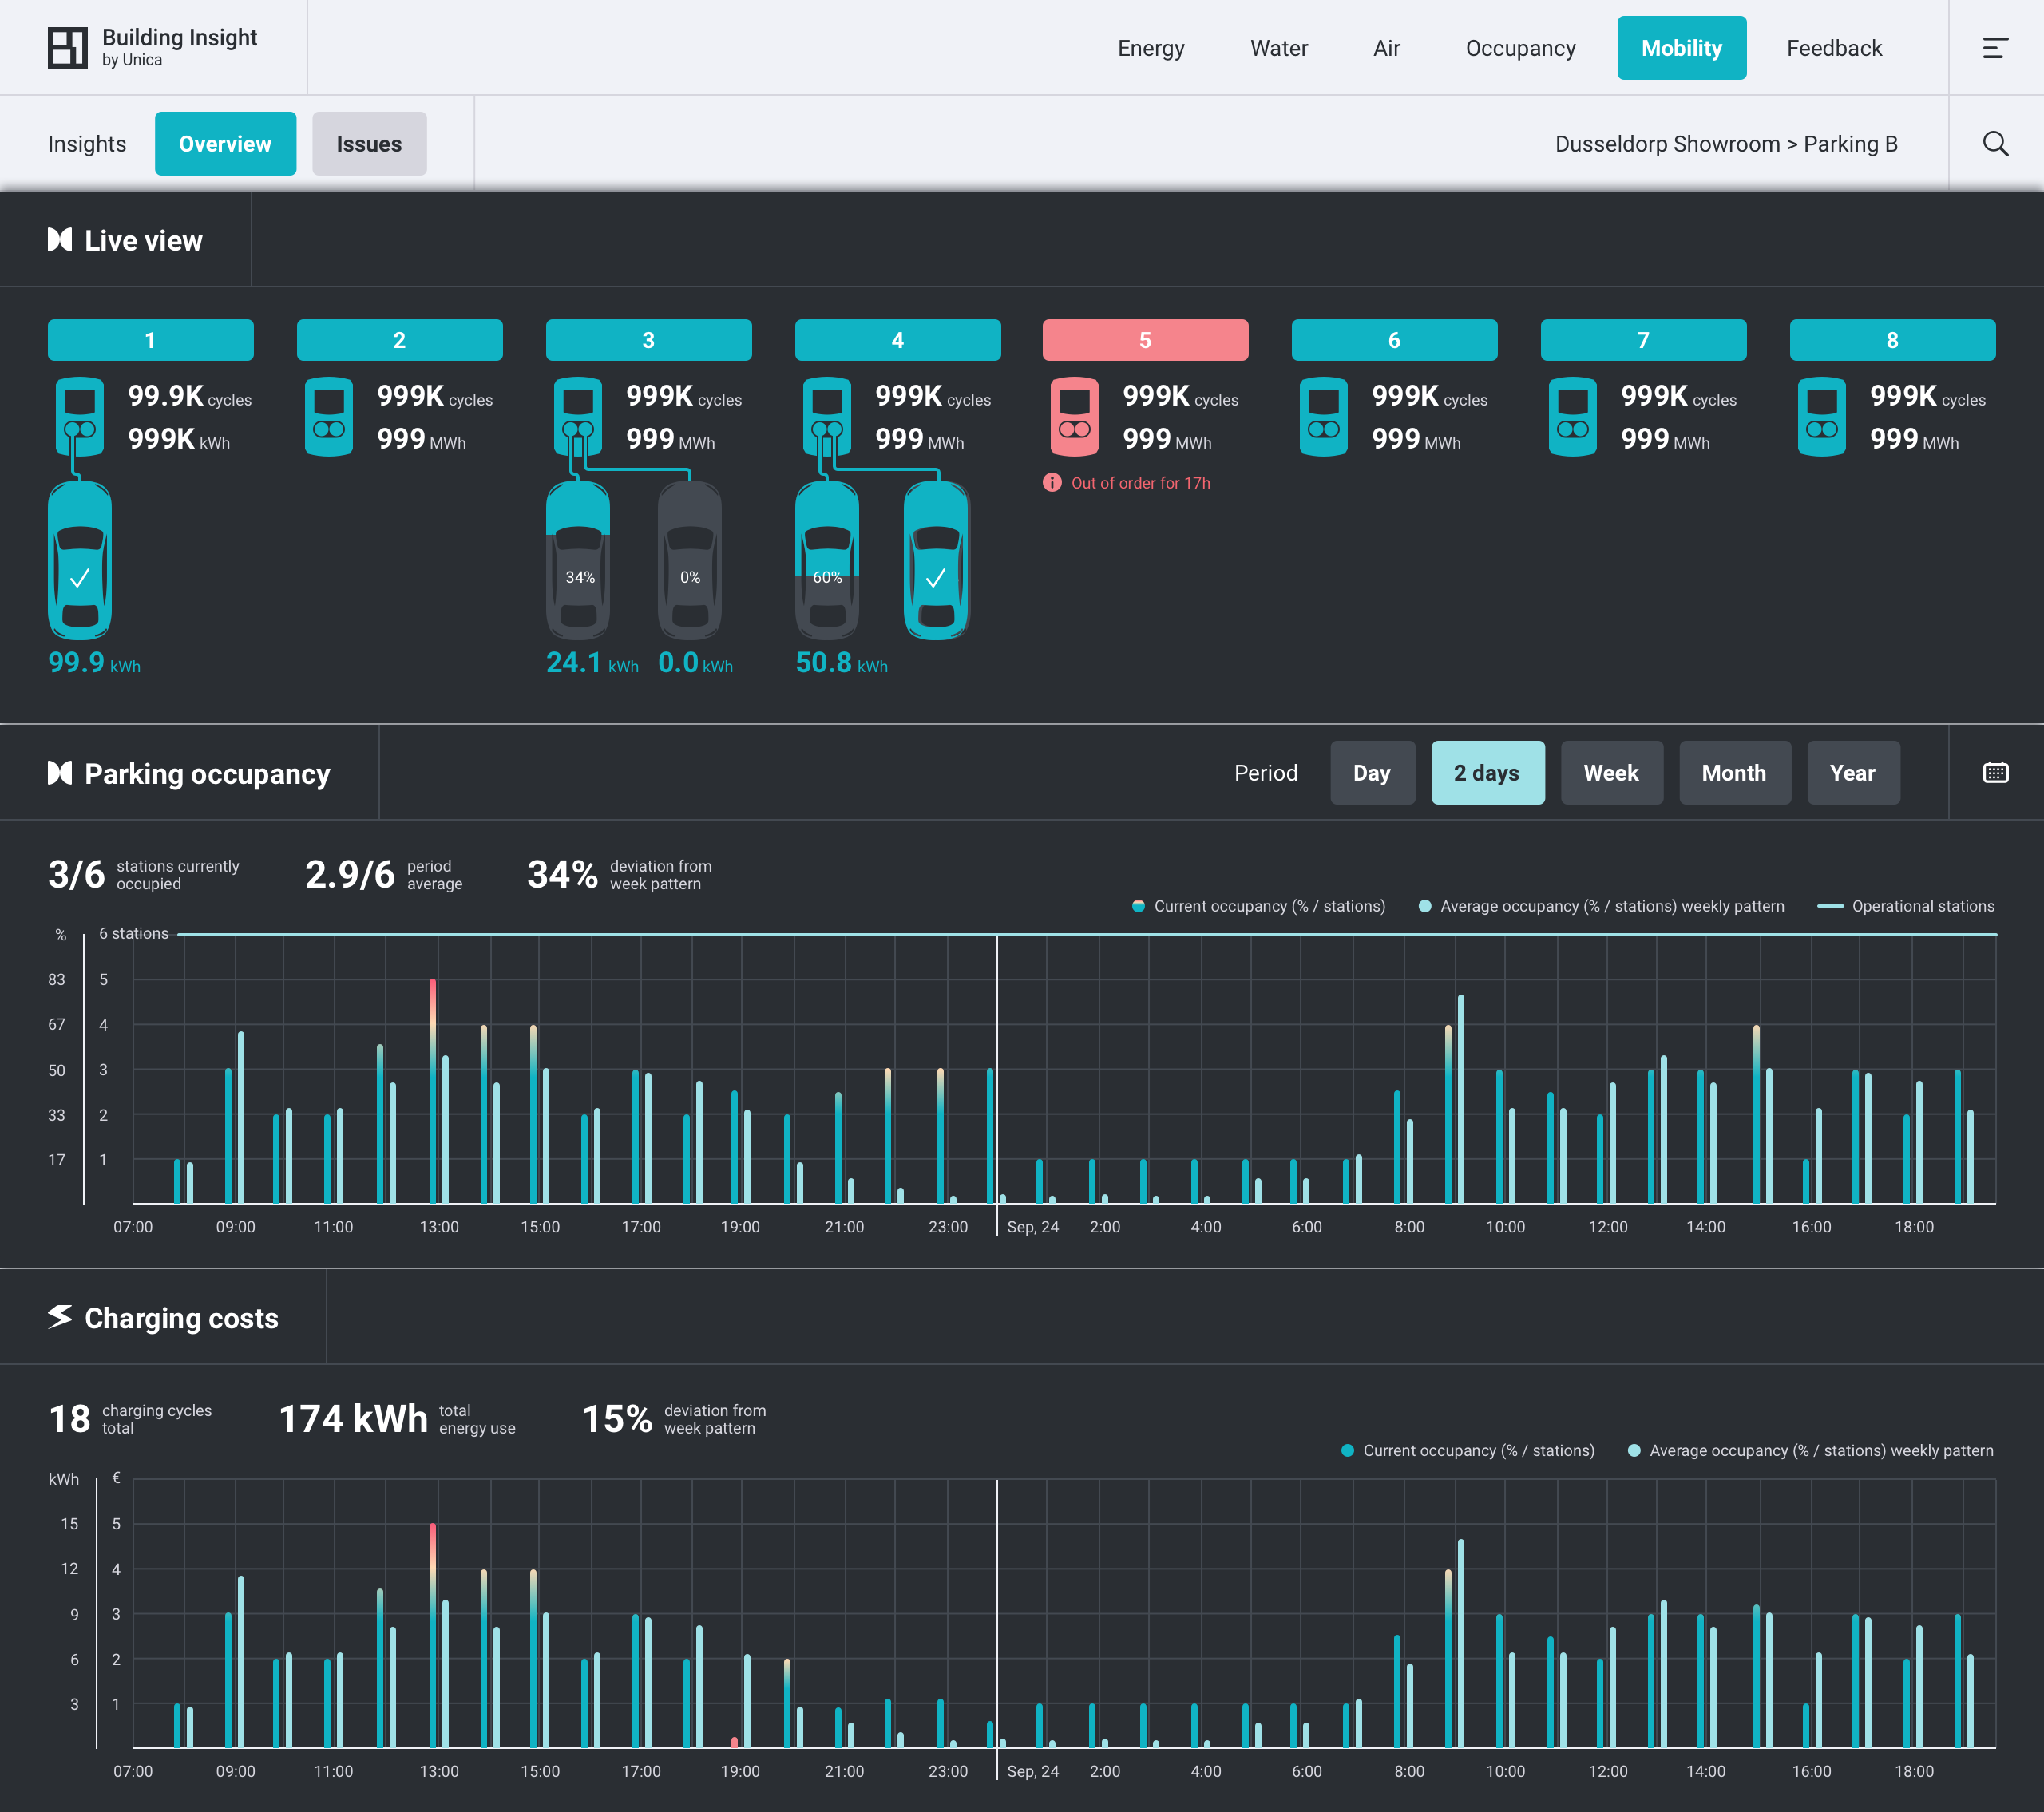 Building Insight
by Unica
Energy
Water
Air
Occupancy
Mobility
Feedback
Insights
Overview
Issues
Dusseldorp Showroom > Parking B
Live view
1
2
3
4
5
6
7
8
99.9K cycles
999K kWh
999K cycles
999 MWh
999K cycles
999 MWh
999K cycles
999 MWh
999K cycles
999 MWh
999K cycles
999 MWh
999K cycles
999 MWh
999K cycles
999 MWh
Out of order for 17h
34%
0%
60%
99.9 kWh
24.1 kWh
0.0 kWh
50.8 kWh
Parking occupancy
Period
Day
2 days
Week
Month
Year
3/6 stations currently
occupied
2.9/6 period
average
34% deviation from
week pattern
Current occupancy (% / stations)
Average occupancy (% / stations) weekly pattern
Operational stations
% 6 stations
83 5
67 4
50 3
33 2
17 1
07:00 09:00 11:00 13:00 15:00 17:00 19:00 21:00 23:00 Sep, 24 2:00 4:00 6:00 8:00 10:00 12:00 14:00 16:00 18:00
Charging costs
18 charging cycles
total
174 kWh total
energy use
15% deviation from
week pattern
Current occupancy (% / stations)
Average occupancy (% / stations) weekly pattern
kWh €
15 5
12 4
9 3
6 2
3 1
07:00 09:00 11:00 13:00 15:00 17:00 19:00 21:00 23:00 Sep, 24 2:00 4:00 6:00 8:00 10:00 12:00 14:00 16:00 18:00